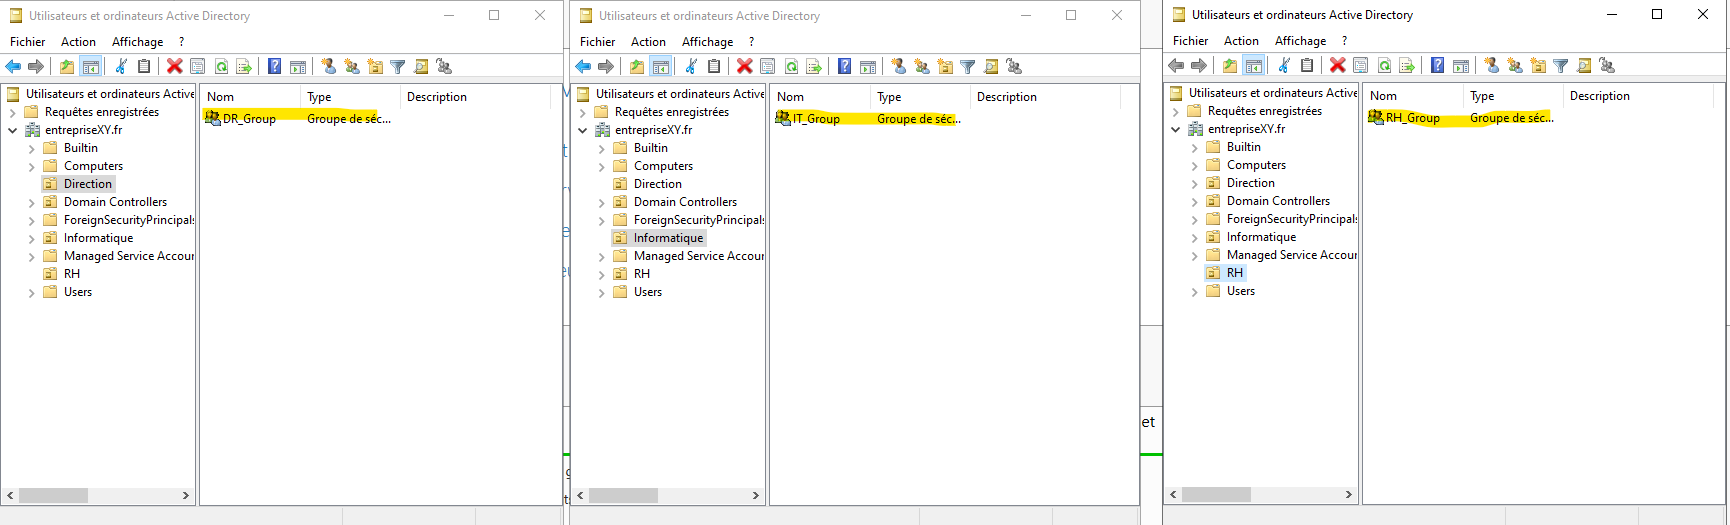 Utilisateurs et ordinateurs Active Directory
Fichier Action Affichage ?
Utilisateurs et ordinateurs Active
Requêtes enregistrées
entrepriseXY.fr
Builtin
Computers
Direction
Domain Controllers
ForeignSecurityPrincipals
Informatique
Managed Service Accour
RH
Users
Nom Type Description
DR_Group Groupe de séc...
Utilisateurs et ordinateurs Active Directory
Fichier Action Affichage ?
Utilisateurs et ordinateurs Active
Requêtes enregistrées
entrepriseXY.fr
Builtin
Computers
Direction
Domain Controllers
ForeignSecurityPrincipals
Informatique
Managed Service Accour
RH
Users
Nom Type Description
IT_Group Groupe de séc...
et
Utilisateurs et ordinateurs Active Directory
Fichier Action Affichage ?
Utilisateurs et ordinateurs Active
Requêtes enregistrées
entrepriseXY.fr
Builtin
Computers
Direction
Domain Controllers
ForeignSecurityPrincipals
Informatique
Managed Service Accour
RH
Users
Nom Type Description
RH_Group Groupe de séc...